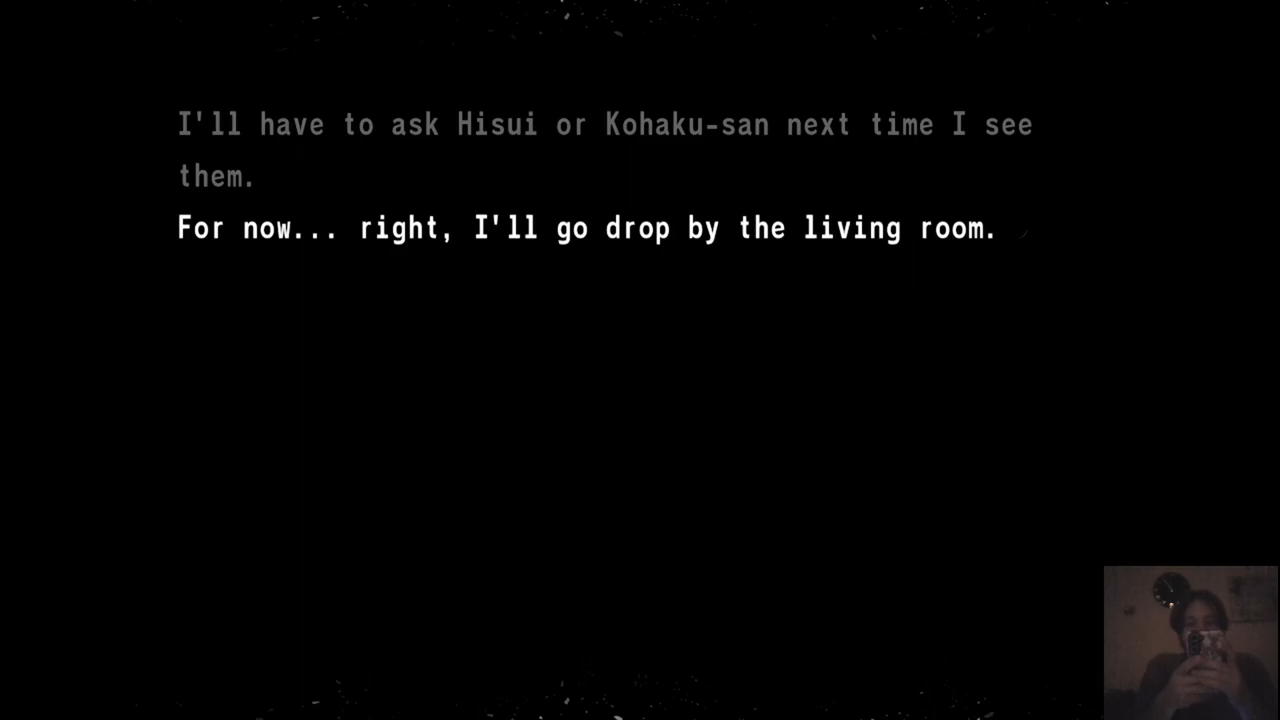 I'll have to ask Hisui or Kohaku-san next time I see
them.
For now... right, I'll go drop by the living room.